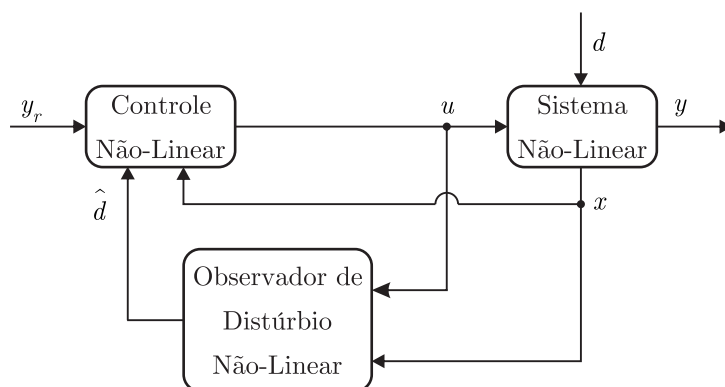 d
y_r
Controle
Não-Linear
u
Sistema
Não-Linear
y
d̂
x
Observador de
Distúrbio
Não-Linear